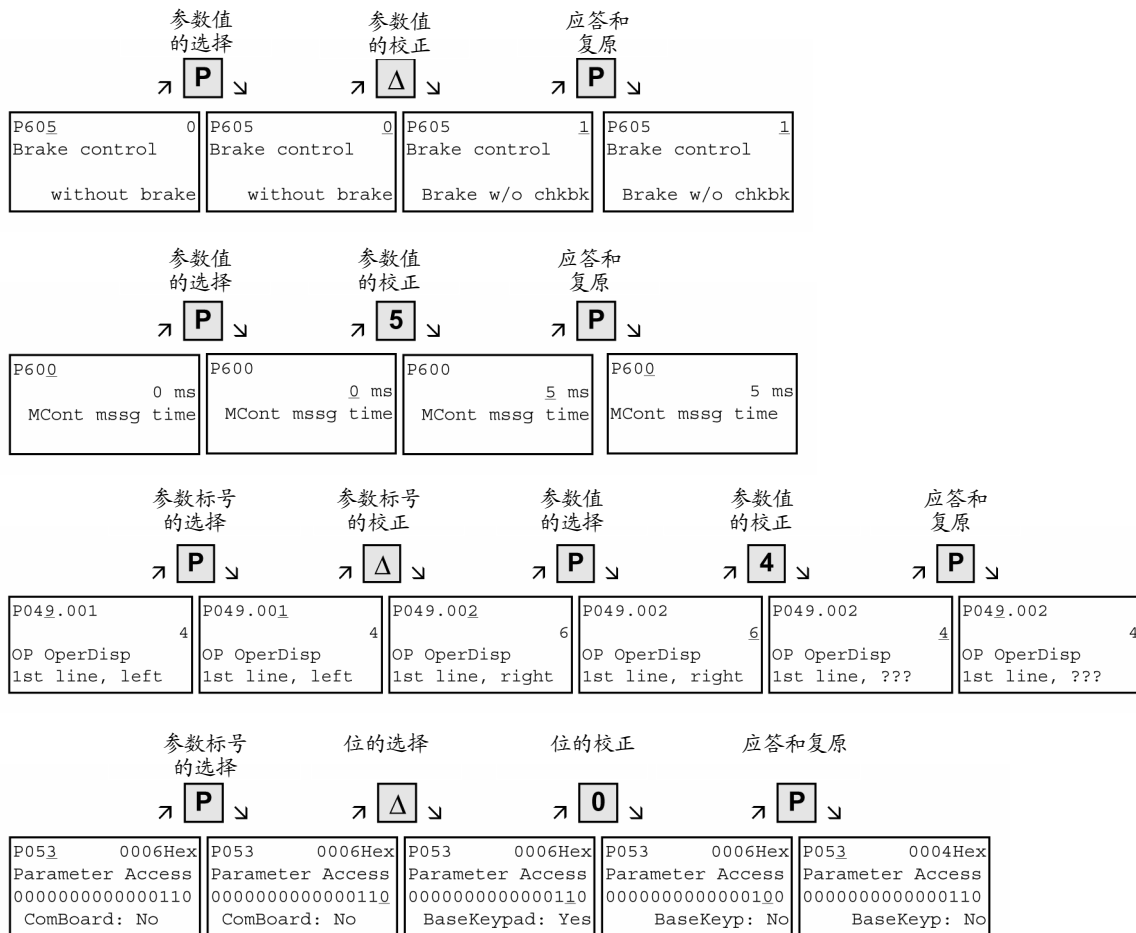 参数值
的选择
参数值
的校正
应答和
复原
P
Δ
P
P605 0
Brake control
without brake
P605 0
Brake control
without brake
P605 1
Brake control
Brake w/o chkbk
P605 1
Brake control
Brake w/o chkbk
参数值
的选择
参数值
的校正
应答和
复原
P
5
P
P600
0 ms
MCont mssg time
P600
0 ms
MCont mssg time
P600
5 ms
MCont mssg time
P600
5 ms
MCont mssg time
参数标号
的选择
参数标号
的校正
参数值
的选择
参数值
的校正
应答和
复原
P
Δ
P
4
P
P049.001
4
OP OperDisp
1st line, left
P049.001
4
OP OperDisp
1st line, left
P049.002
6
OP OperDisp
1st line, right
P049.002
6
OP OperDisp
1st line, right
P049.002
4
OP OperDisp
1st line, ???
P049.002
4
OP OperDisp
1st line, ???
参数标号
的选择
位的选择
位的校正
应答和复原
P
Δ
0
P
P053 0006Hex
Parameter Access
0000000000000110
ComBoard: No
P053 0006Hex
Parameter Access
0000000000000110
ComBoard: No
P053 0006Hex
Parameter Access
0000000000000110
BaseKeypad: Yes
P053 0006Hex
Parameter Access
0000000000000100
BaseKeyp: No
P053 0004Hex
Parameter Access
0000000000000110
BaseKeyp: No